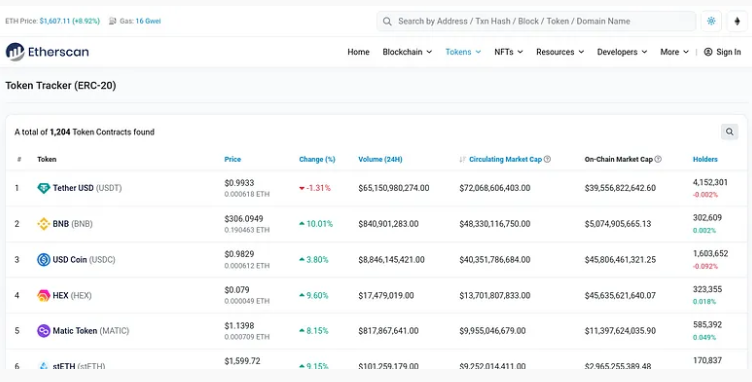 ETH Price: $1,607.11 (+8.92%) Gas: 16 Gwei Search by Address / Txn Hash / Block / Token / Domain Name
Etherscan Home Blockchain Tokens NFTs Resources Developers More | Sign In
Token Tracker (ERC-20)
A total of 1,204 Token Contracts found
# Token Price Change (%) Volume (24H) Circulating Market Cap On-Chain Market Cap Holders
1 Tether USD (USDT) $0.9933 -1.31% $65,150,980,274.00 $72,068,606,403.00 $39,556,822,642.60 4,152,301
0.000618 ETH -0.002%
2 BNB (BNB) $306.0949 10.01% $840,901,283.00 $48,330,116,750.00 $5,074,905,665.13 302,609
0.190463 ETH 0.002%
3 USD Coin (USDC) $0.9829 3.80% $8,846,145,421.00 $40,351,786,684.00 $45,806,461,321.25 1,603,652
0.000612 ETH -0.092%
4 HEX (HEX) $0.079 9.60% $17,479,019.00 $13,701,807,833.00 $45,635,621,640.07 323,355
0.000049 ETH 0.018%
5 Matic Token (MATIC) $1.1398 8.15% $817,867,641.00 $9,955,046,679.00 $11,397,624,035.90 585,392
0.000709 ETH 0.049%
6 stETH (stETH) $1,599.72 9.15% $101,259,179.00 $9,252,014,411.00 $2,965,255,389.48 170,837